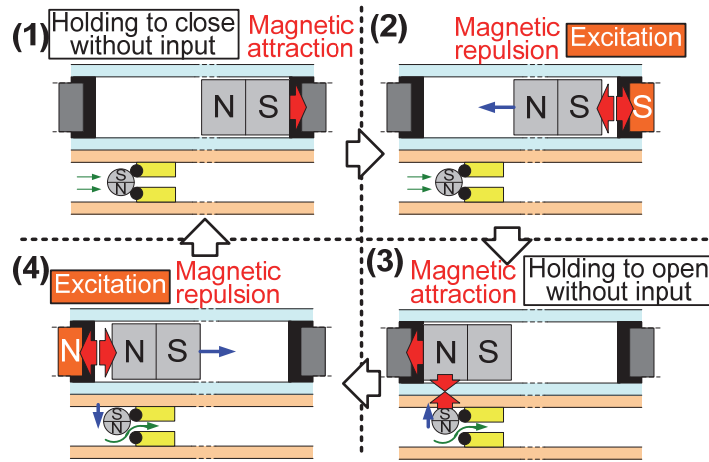 (1)
Holding to close
without input
Magnetic
attraction
N S
S
N
(2)
Magnetic
repulsion
Excitation
N S
S
S
N
(3)
Magnetic
attraction
Holding to open
without input
N S
S
N
(4)
Excitation
Magnetic
repulsion
N
N S
S
N